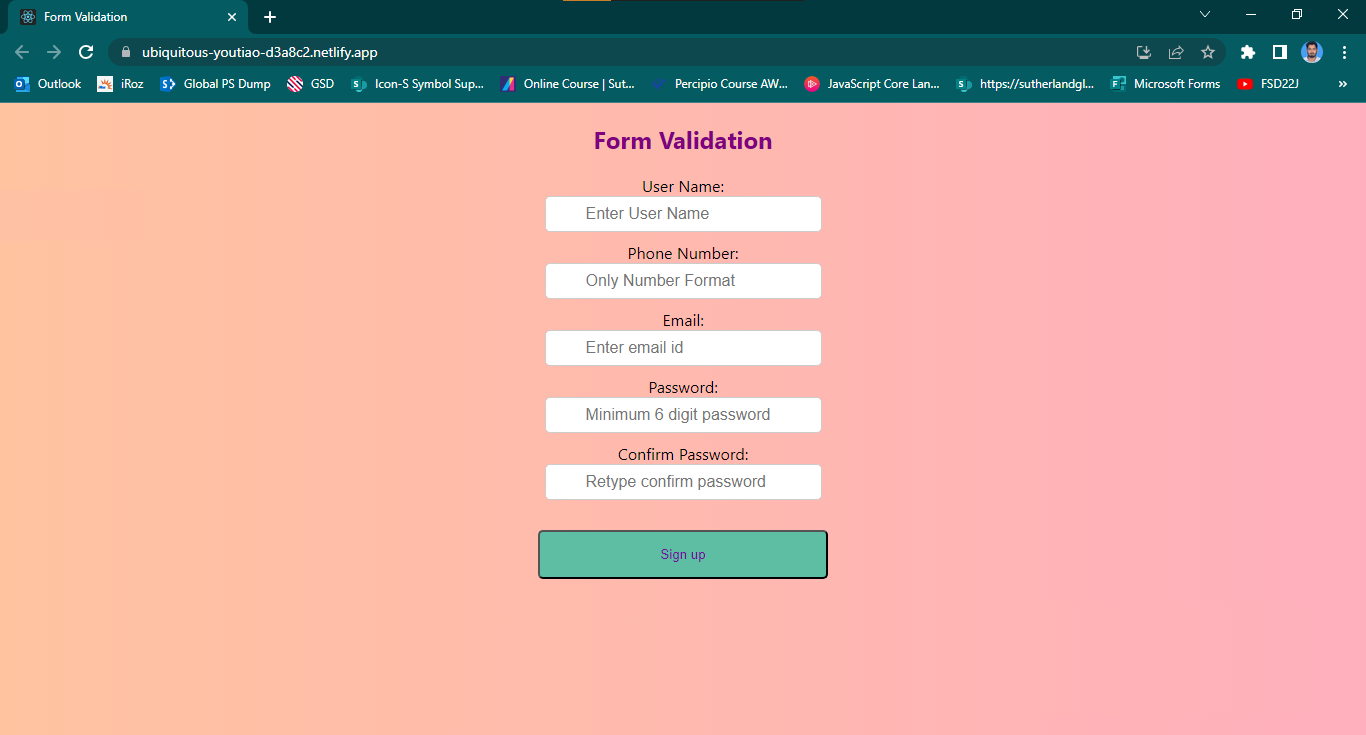 Form Validation
ubiquitous-youtiao-d3a8c2.netlify.app
Outlook iRoz Global PS Dump GSD Icon-S Symbol Sup... Online Course | Sut... Percipio Course AW... JavaScript Core Lan... https://sutherlandgl... Microsoft Forms FSD22J »
Form Validation
User Name:
Enter User Name
Phone Number:
Only Number Format
Email:
Enter email id
Password:
Minimum 6 digit password
Confirm Password:
Retype confirm password
Sign up